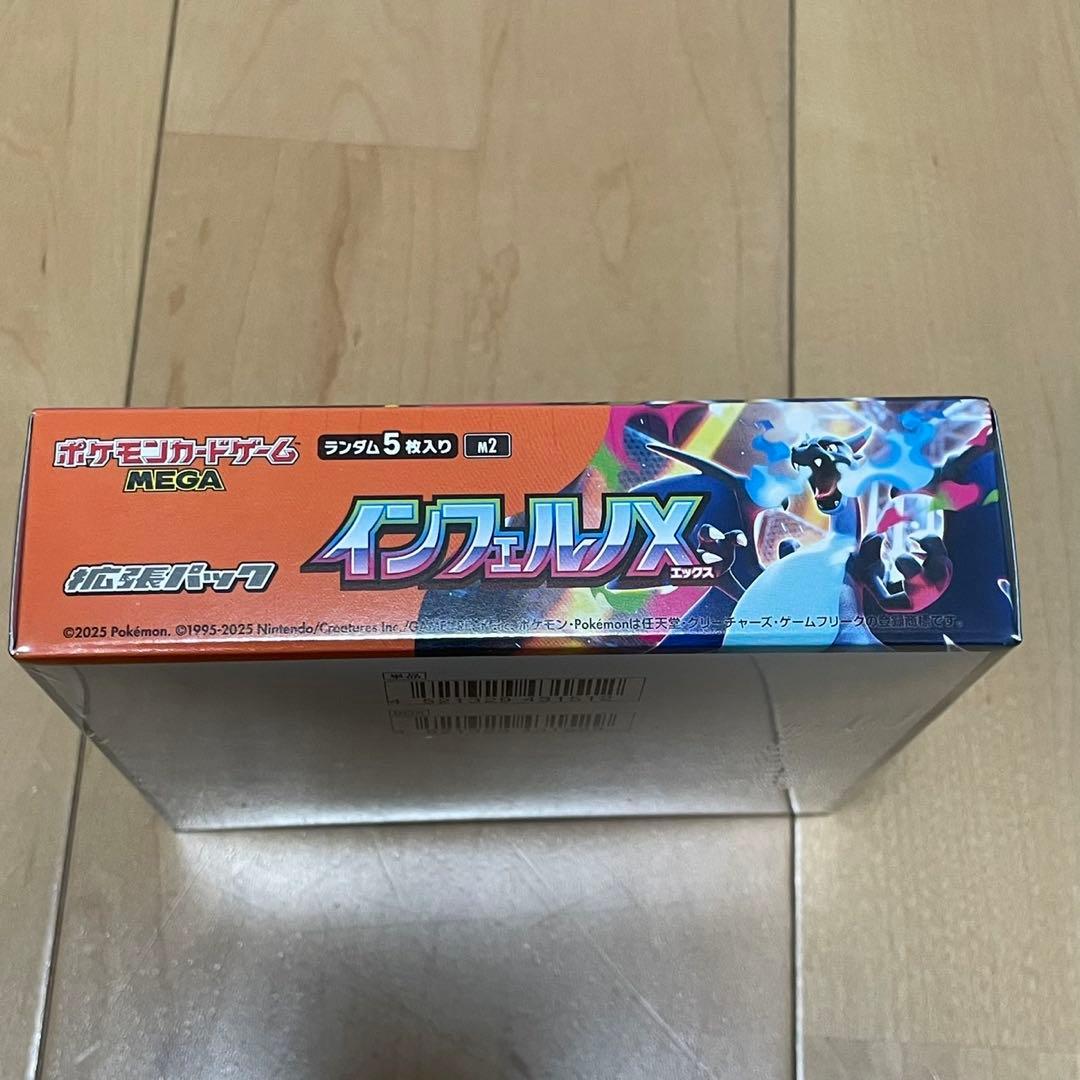 ポケモンカードゲーム
MEGA
ランダム5枚入り M2
インフェルノX
エックス
拡張パック
©2025 Pokémon. ©1995-2025 Nintendo/Creatures Inc./GAME FREAK inc. ポケモン・Pokémonは任天堂・クリーチャーズ・ゲームフリークの登録商標です。
4 521329 431512